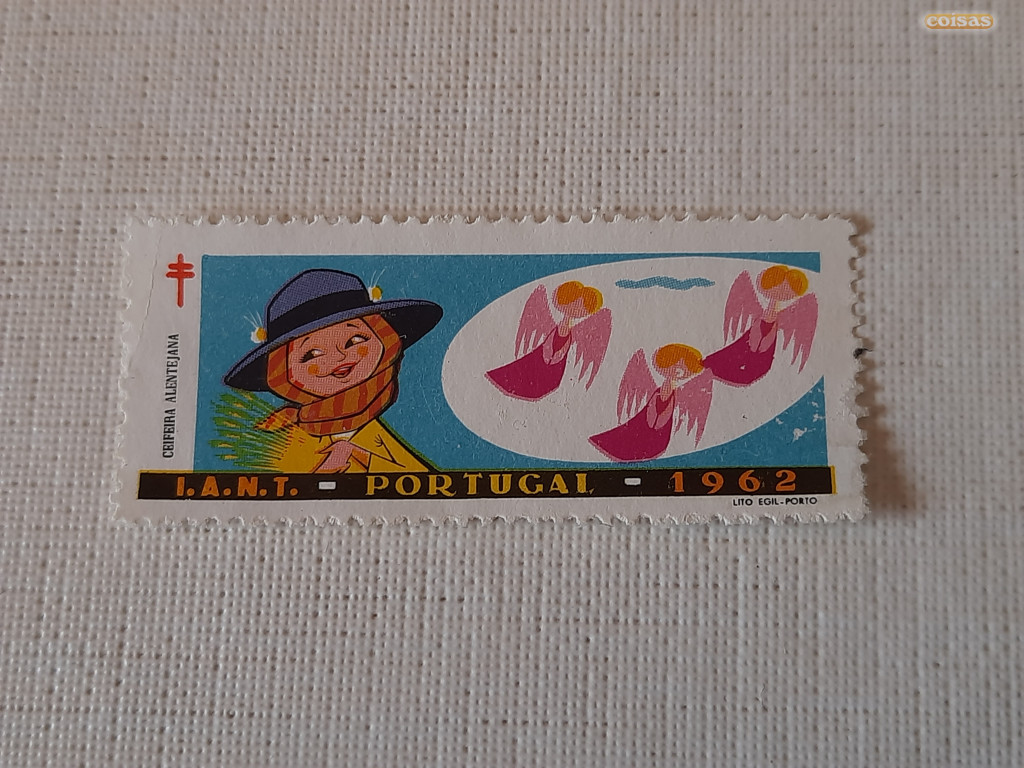 coisas
CEIFEIRA ALENTEJANA
I.A.N.T. - PORTUGAL - 1962
LITO EGIL-PORTO